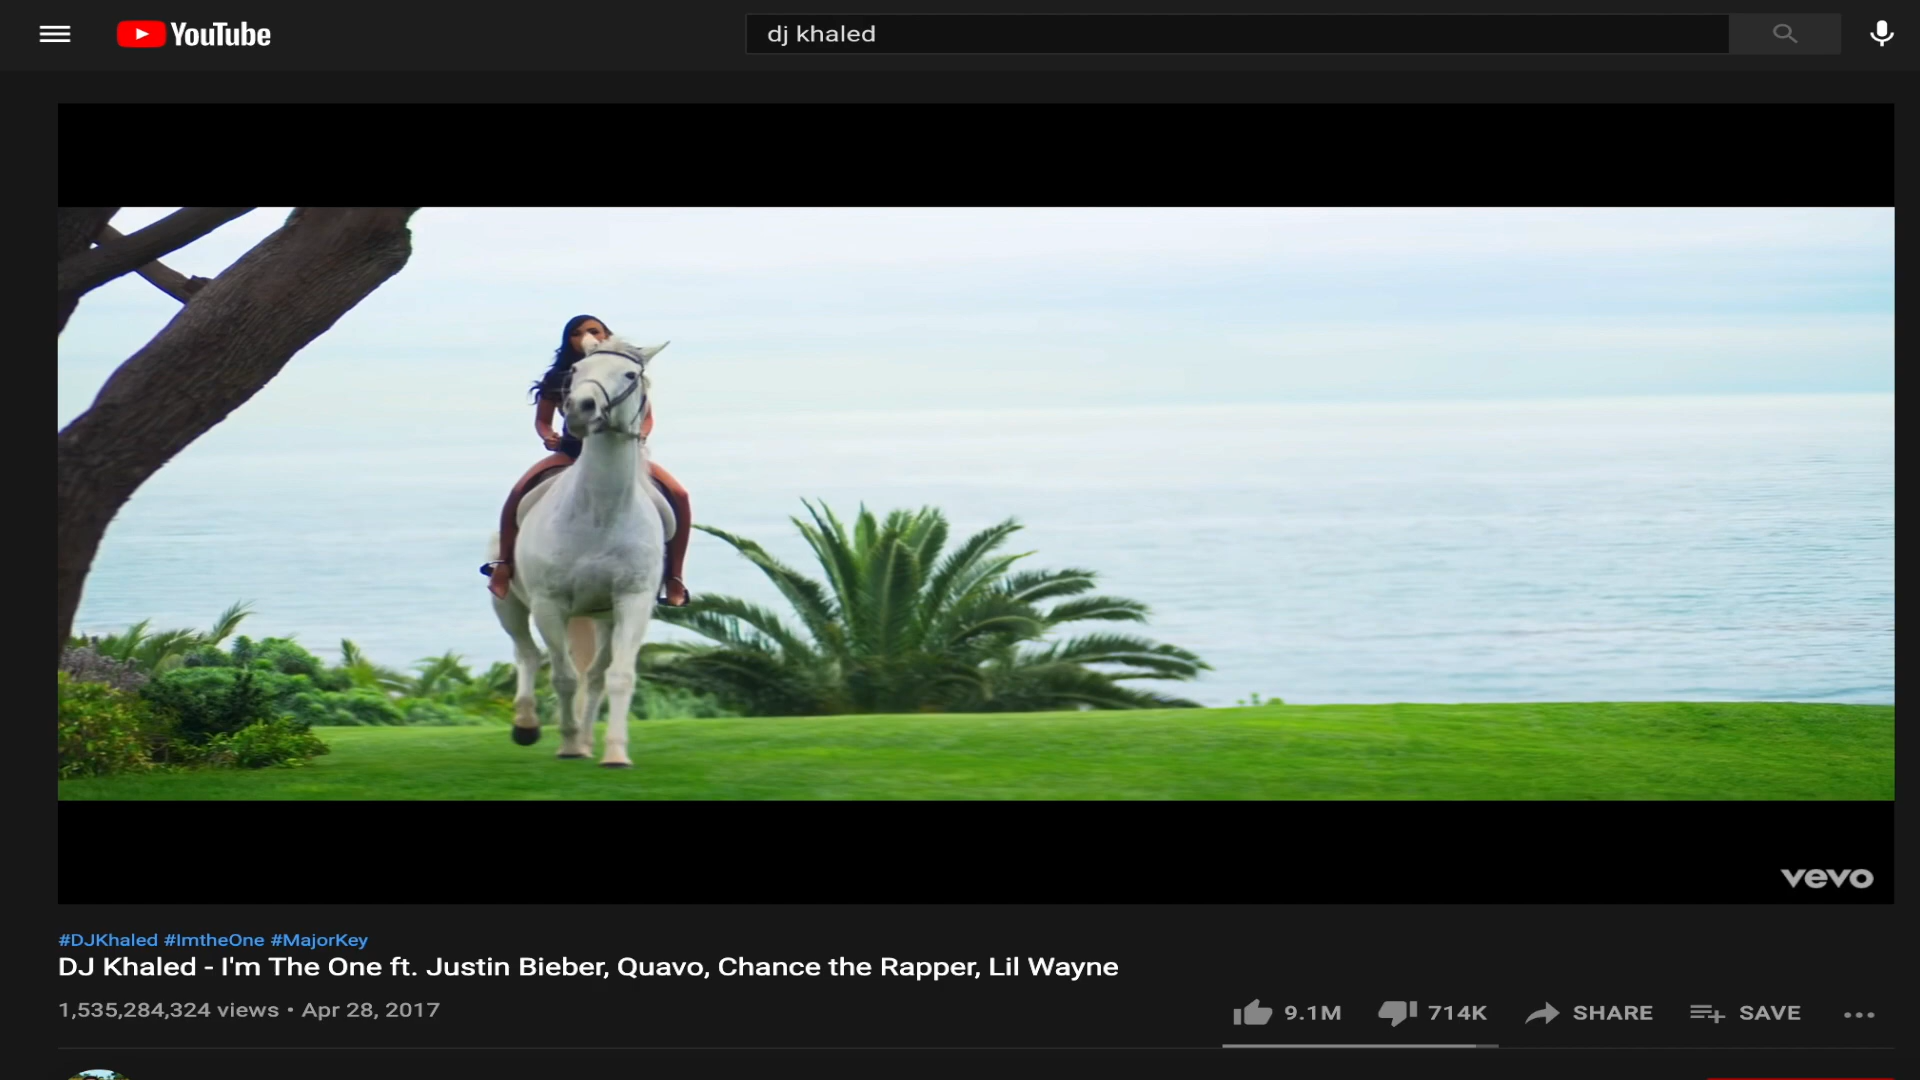 YouTube
dj khaled
vevo
#DJKhaled #ImtheOne #MajorKey
DJ Khaled - I'm The One ft. Justin Bieber, Quavo, Chance the Rapper, Lil Wayne
1,535,284,324 views • Apr 28, 2017
9.1M 714K SHARE SAVE